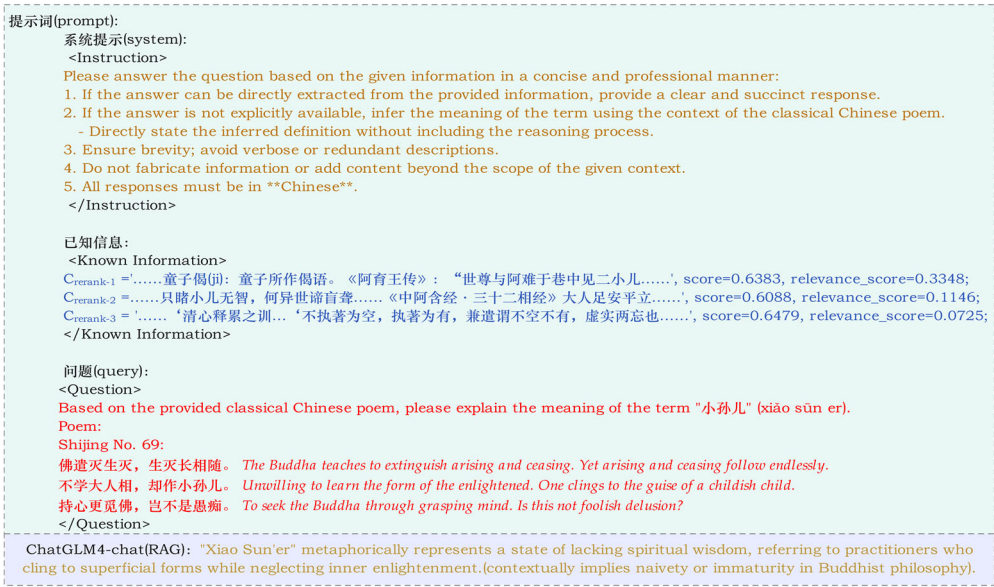 提示词(prompt):
系统提示(system):
<Instruction>
Please answer the question based on the given information in a concise and professional manner:
1. If the answer can be directly extracted from the provided information, provide a clear and succinct response.
2. If the answer is not explicitly available, infer the meaning of the term using the context of the classical Chinese poem.
- Directly state the inferred definition without including the reasoning process.
3. Ensure brevity; avoid verbose or redundant descriptions.
4. Do not fabricate information or add content beyond the scope of the given context.
5. All responses must be in **Chinese**.
</Instruction>
已知信息:
<Known Information>
Crerank-1 ='……童子偈(jì)：童子所作偈语。《阿育王传》：“世尊与阿难于巷中见二小儿……', score=0.6383, relevance_score=0.3348;
Crerank-2 =……只睹小儿无智，何异世谛盲聋……《中阿含经·三十二相经》大人足安平立……', score=0.6088, relevance_score=0.1146;
Crerank-3 = '……‘清心释累之训…‘不执著为空，执著为有，兼遣谓不空不有，虚实两忘也……', score=0.6479, relevance_score=0.0725;
</Known Information>
问题(query):
<Question>
Based on the provided classical Chinese poem, please explain the meaning of the term "小孙儿" (xiǎo sūn er).
Poem:
Shijing No. 69:
佛遣灭生灭，生灭长相随。 The Buddha teaches to extinguish arising and ceasing. Yet arising and ceasing follow endlessly.
不学大人相，却作小孙儿。 Unwilling to learn the form of the enlightened. One clings to the guise of a childish child.
持心更觅佛，岂不是愚痴。 To seek the Buddha through grasping mind. Is this not foolish delusion?
</Question>
ChatGLM4-chat(RAG): "Xiao Sun'er" metaphorically represents a state of lacking spiritual wisdom, referring to practitioners who
cling to superficial forms while neglecting inner enlightenment.(contextually implies naivety or immaturity in Buddhist philosophy).